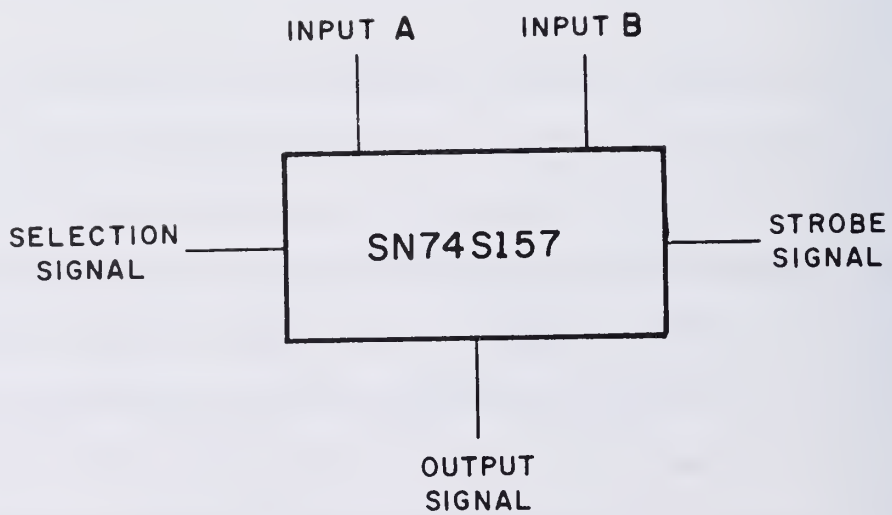 INPUT A
INPUT B
SELECTION
SIGNAL
SN74S157
STROBE
SIGNAL
OUTPUT
SIGNAL